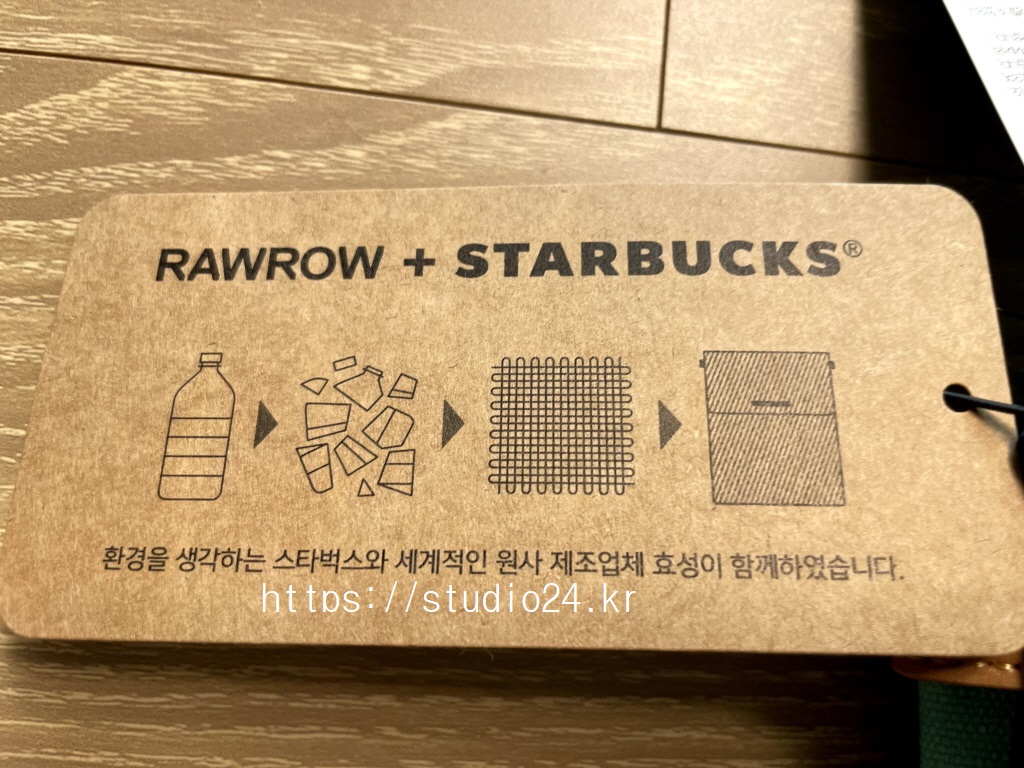 RAWROW + STARBUCKS®
환경을 생각하는 스타벅스와 세계적인 원사 제조업체 효성이 함께하였습니다.
https://studio24.kr